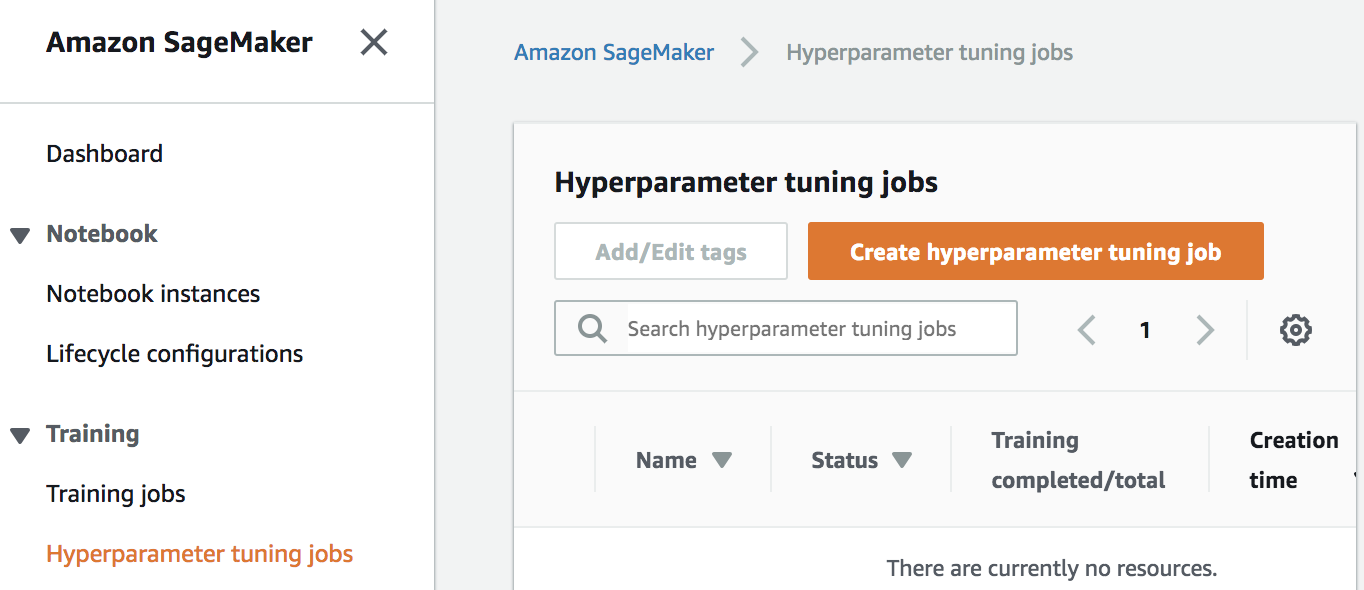 Amazon SageMaker
Dashboard
Notebook
Notebook instances
Lifecycle configurations
Training
Training jobs
Hyperparameter tuning jobs
Amazon SageMaker
Hyperparameter tuning jobs
Hyperparameter tuning jobs
Add/Edit tags
Create hyperparameter tuning job
Search hyperparameter tuning jobs
1
Name
Status
Training
completed/total
Creation
time
There are currently no resources.